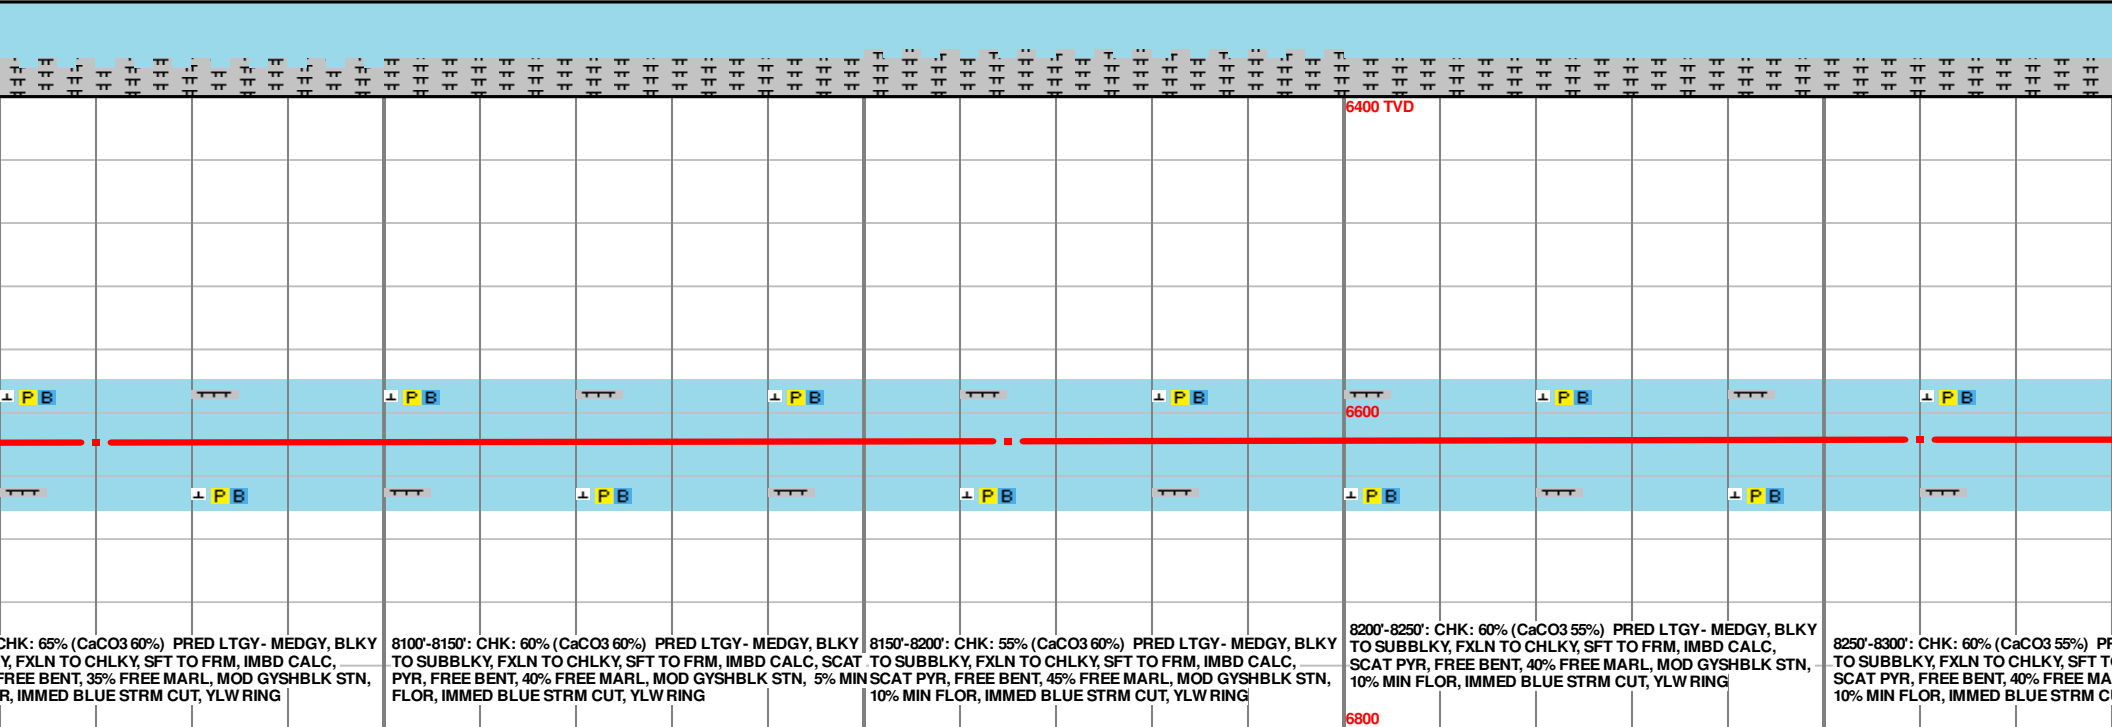 6400 TVD
P B
P B
P B
P B
P B
P B
6600
P B
P B
P B
P B
P B
CHK: 65% (CaCO3 60%) PRED LTGY- MEDGY, BLKY
Y, FXLN TO CHLKY, SFT TO FRM, IMBD CALC,
FREE BENT, 35% FREE MARL, MOD GYSHBLK STN,
R, IMMED BLUE STRM CUT, YLW RING
8100'-8150': CHK: 60% (CaCO3 60%) PRED LTGY- MEDGY, BLKY
TO SUBBLKY, FXLN TO CHLKY, SFT TO FRM, IMBD CALC, SCAT
PYR, FREE BENT, 40% FREE MARL, MOD GYSHBLK STN, 5% MIN
FLOR, IMMED BLUE STRM CUT, YLW RING
8150'-8200': CHK: 55% (CaCO3 60%) PRED LTGY- MEDGY, BLKY
TO SUBBLKY, FXLN TO CHLKY, SFT TO FRM, IMBD CALC,
SCAT PYR, FREE BENT, 45% FREE MARL, MOD GYSHBLK STN,
10% MIN FLOR, IMMED BLUE STRM CUT, YLW RING
8200'-8250': CHK: 60% (CaCO3 55%) PRED LTGY- MEDGY, BLKY
TO SUBBLKY, FXLN TO CHLKY, SFT TO FRM, IMBD CALC,
SCAT PYR, FREE BENT, 40% FREE MARL, MOD GYSHBLK STN,
10% MIN FLOR, IMMED BLUE STRM CUT, YLW RING
8250'-8300': CHK: 60% (CaCO3 55%) PR
TO SUBBLKY, FXLN TO CHLKY, SFT T
SCAT PYR, FREE BENT, 40% FREE MA
10% MIN FLOR, IMMED BLUE STRM C
6800